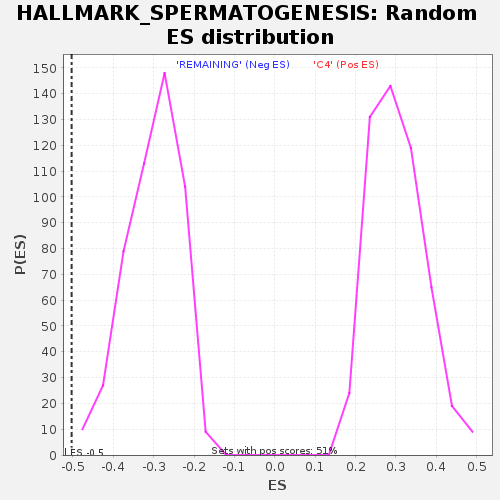 HALLMARK_SPERMATOGENESIS: Random
ES distribution
'REMAINING' (Neg ES) 'C4' (Pos ES)
150
140
130
120
110
100
90
80
70
60
50
40
30
20
10
0
P(ES)
ES -0.5
Sets with pos scores: 51%
-0.5 -0.4 -0.3 -0.2 -0.1 0.0 0.1 0.2 0.3 0.4 0.5
ES